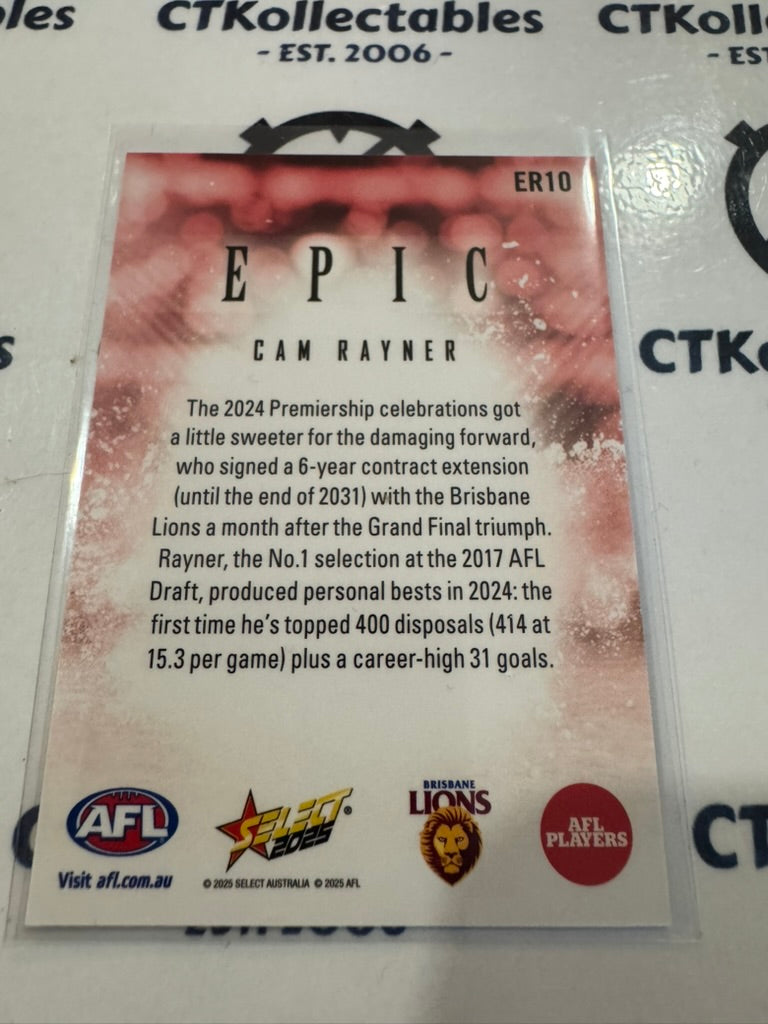 les
CTKollectables
- EST. 2006 -
CTKol
- EST
ER10
EPIC
CAM RAYNER
The 2024 Premiership celebrations got
a little sweeter for the damaging forward,
who signed a 6-year contract extension
(until the end of 2031) with the Brisbane
Lions a month after the Grand Final triumph.
Rayner, the No.1 selection at the 2017 AFL
Draft, produced personal bests in 2024: the
first time he's topped 400 disposals (414 at
15.3 per game) plus a career-high 31 goals.
CTKo
s
AFL
Visit afl.com.au
SELECT
2025
© 2025 SELECT AUSTRALIA © 2025 AFL
BRISBANE
LIONS
AFL
PLAYERS
CT